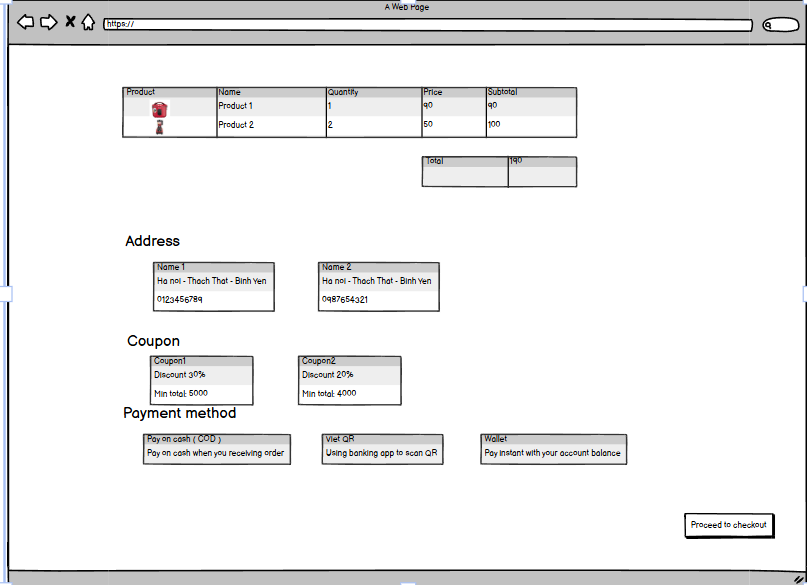 A Web Page
https://
Product Name Quantity Price Subtotal
Product 1 1 90 90
Product 2 2 50 100
Total 190
Address
Name 1 Name 2
Ha noi - Thach That - Binh Yen Ha noi - Thach That - Binh Yen
0123456789 0987654321
Coupon
Coupon1 Coupon2
Discount 30% Discount 20%
Min total: 5000 Min total: 4000
Payment method
Pay on cash ( COD ) Viet QR Wallet
Pay on cash when you receiving order Using banking app to scan QR Pay instant with your account balance
Proceed to checkout